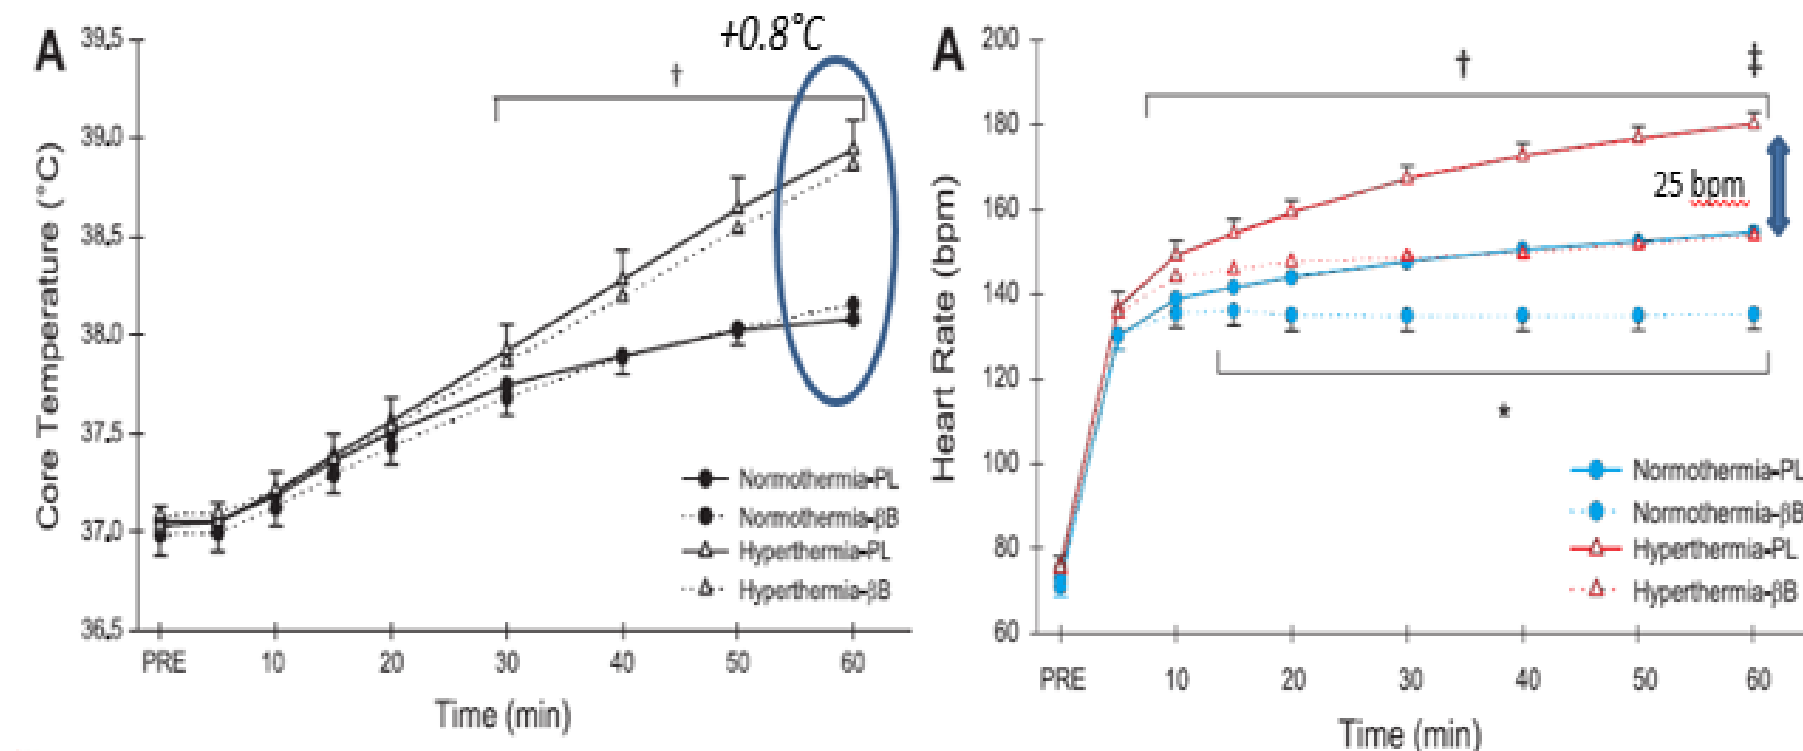 A
+0.8°C
†
39,5
39,0
38,5
38,0
37,5
37,0
36,5
Core Temperature (°C)
Normothermia-PL
Normothermia-βB
Hyperthermia-PL
Hyperthermia-βB
PRE 10 20 30 40 50 60
Time (min)
A
† ‡
200
180
160
140
120
100
80
60
Heart Rate (bpm)
25 bpm
*
Normothermia-PL
Normothermia-βB
Hyperthermia-PL
Hyperthermia-βB
PRE 10 20 30 40 50 60
Time (min)